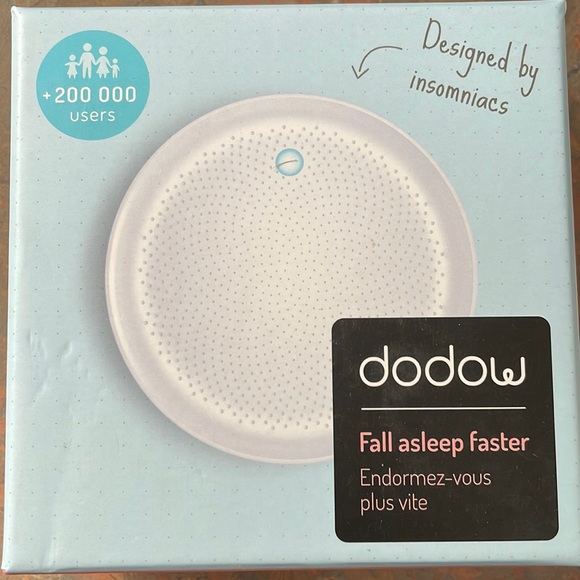 +200 000
users
Designed by
insomniacs
dodow
Fall asleep faster
Endormez-vous
plus vite